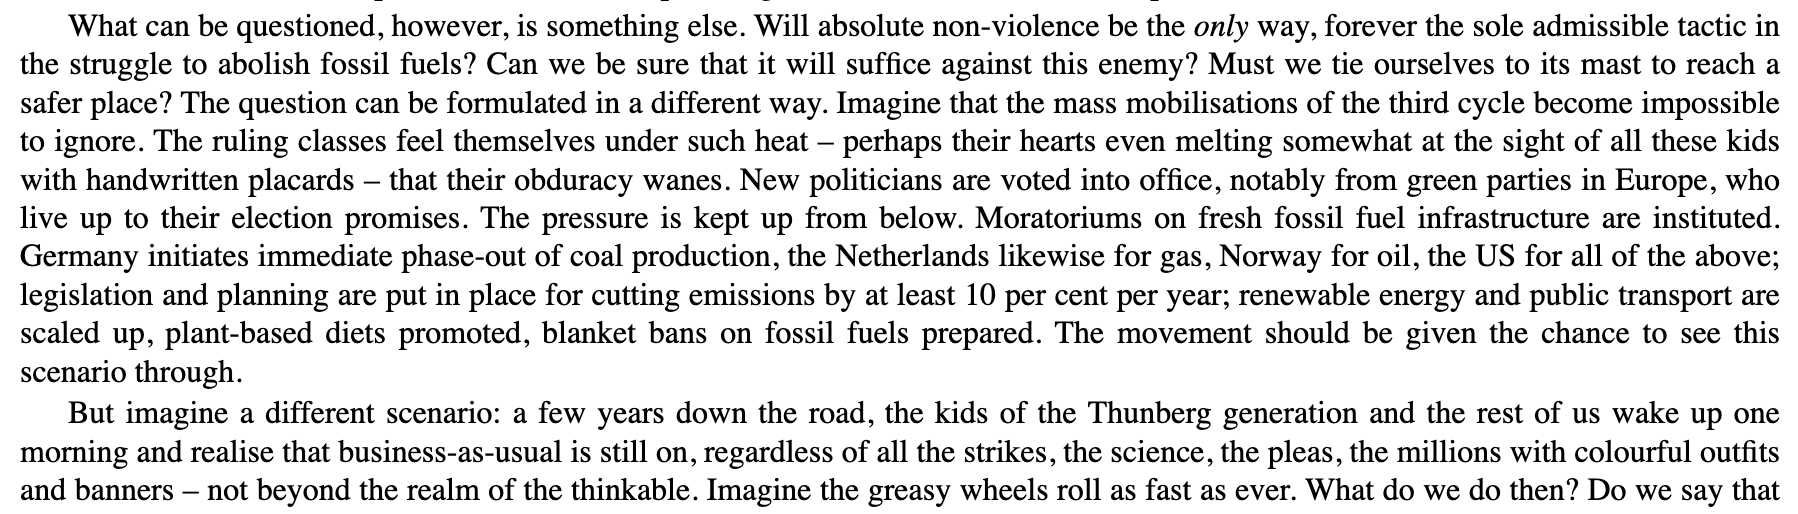 What can be questioned, however, is something else. Will absolute non-violence be the only way, forever the sole admissible tactic in
the struggle to abolish fossil fuels? Can we be sure that it will suffice against this enemy? Must we tie ourselves to its mast to reach a
safer place? The question can be formulated in a different way. Imagine that the mass mobilisations of the third cycle become impossible
to ignore. The ruling classes feel themselves under such heat – perhaps their hearts even melting somewhat at the sight of all these kids
with handwritten placards – that their obduracy wanes. New politicians are voted into office, notably from green parties in Europe, who
live up to their election promises. The pressure is kept up from below. Moratoriums on fresh fossil fuel infrastructure are instituted.
Germany initiates immediate phase-out of coal production, the Netherlands likewise for gas, Norway for oil, the US for all of the above;
legislation and planning are put in place for cutting emissions by at least 10 per cent per year; renewable energy and public transport are
scaled up, plant-based diets promoted, blanket bans on fossil fuels prepared. The movement should be given the chance to see this
scenario through.
But imagine a different scenario: a few years down the road, the kids of the Thunberg generation and the rest of us wake up one
morning and realise that business-as-usual is still on, regardless of all the strikes, the science, the pleas, the millions with colourful outfits
and banners – not beyond the realm of the thinkable. Imagine the greasy wheels roll as fast as ever. What do we do then? Do we say that